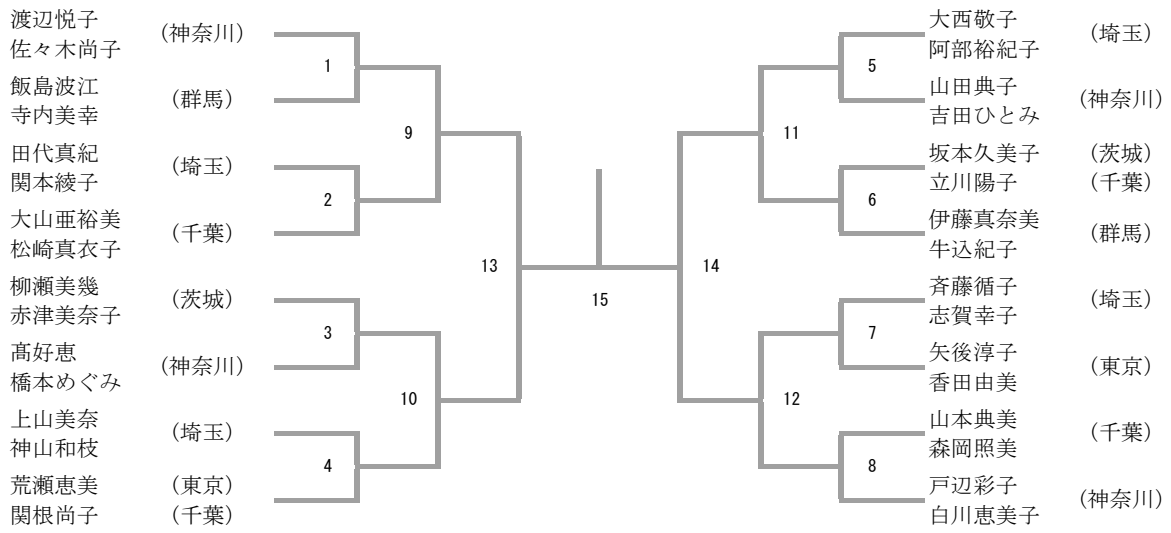 渡辺悦子
佐々木尚子
(神奈川)
飯島波江
寺内美幸
(群馬)
田代真紀
関本綾子
(埼玉)
大山亜裕美
松崎真衣子
(千葉)
柳瀬美幾
赤津美奈子
(茨城)
髙好恵
橋本めぐみ
(神奈川)
上山美奈
神山和枝
(埼玉)
荒瀬恵美 (東京)
関根尚子 (千葉)
1
2
3
4
9
10
13
15
14
11
12
5
6
7
8
大西敬子
阿部裕紀子
(埼玉)
山田典子
吉田ひとみ
(神奈川)
坂本久美子 (茨城)
立川陽子 (千葉)
伊藤真奈美
牛込紀子
(群馬)
斉藤循子
志賀幸子
(埼玉)
矢後淳子
香田由美
(東京)
山本典美
森岡照美
(千葉)
戸辺彩子
白川恵美子
(神奈川)